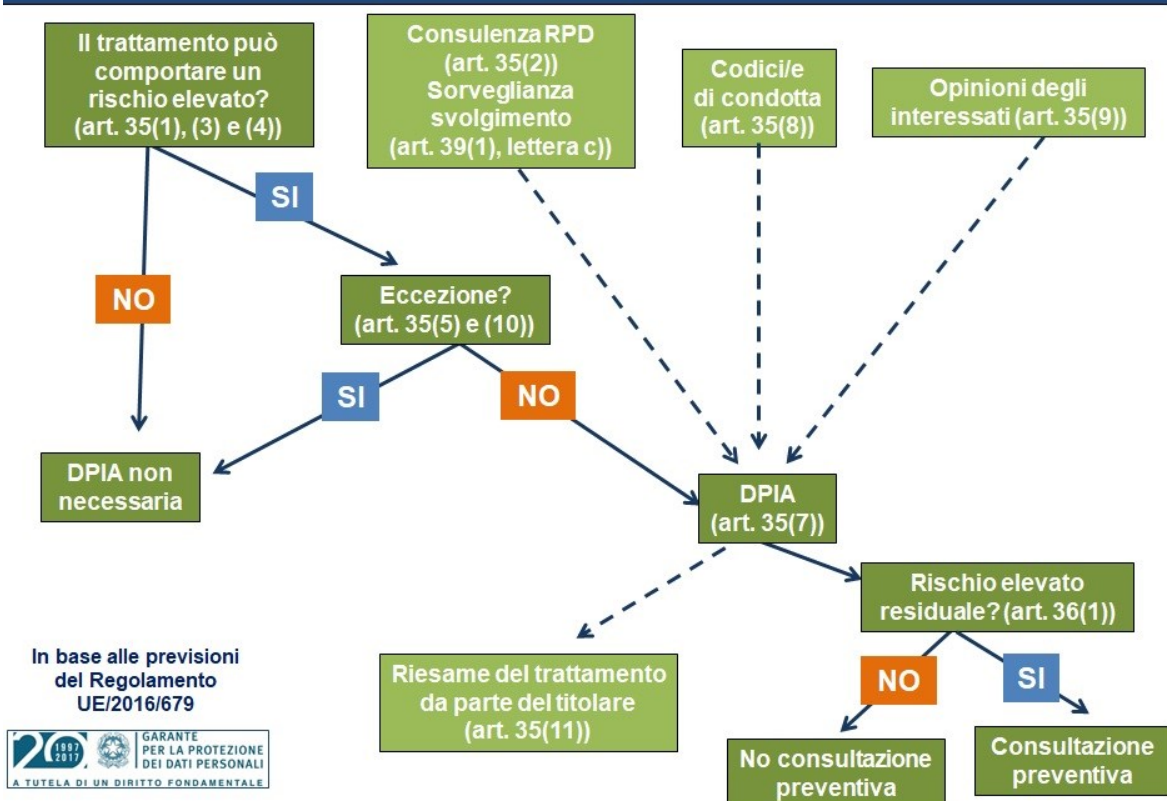 Il trattamento può
comportare un
rischio elevato?
(art. 35(1), (3) e (4))
Consulenza RPD
(art. 35(2))
Sorveglianza
svolgimento
(art. 39(1), lettera c))
Codici/e
di condotta
(art. 35(8))
Opinioni degli
interessati (art. 35(9))
SI
NO
Eccezione?
(art. 35(5) e (10))
SI
NO
DPIA non
necessaria
DPIA
(art. 35(7))
Rischio elevato
residuale? (art. 36(1))
In base alle previsioni
del Regolamento
UE/2016/679
Riesame del trattamento
da parte del titolare
(art. 35(11))
NO
SI
No consultazione
preventiva
Consultazione
preventiva
20 1997
2017
GARANTE
PER LA PROTEZIONE
DEI DATI PERSONALI
A TUTELA DI UN DIRITTO FONDAMENTALE